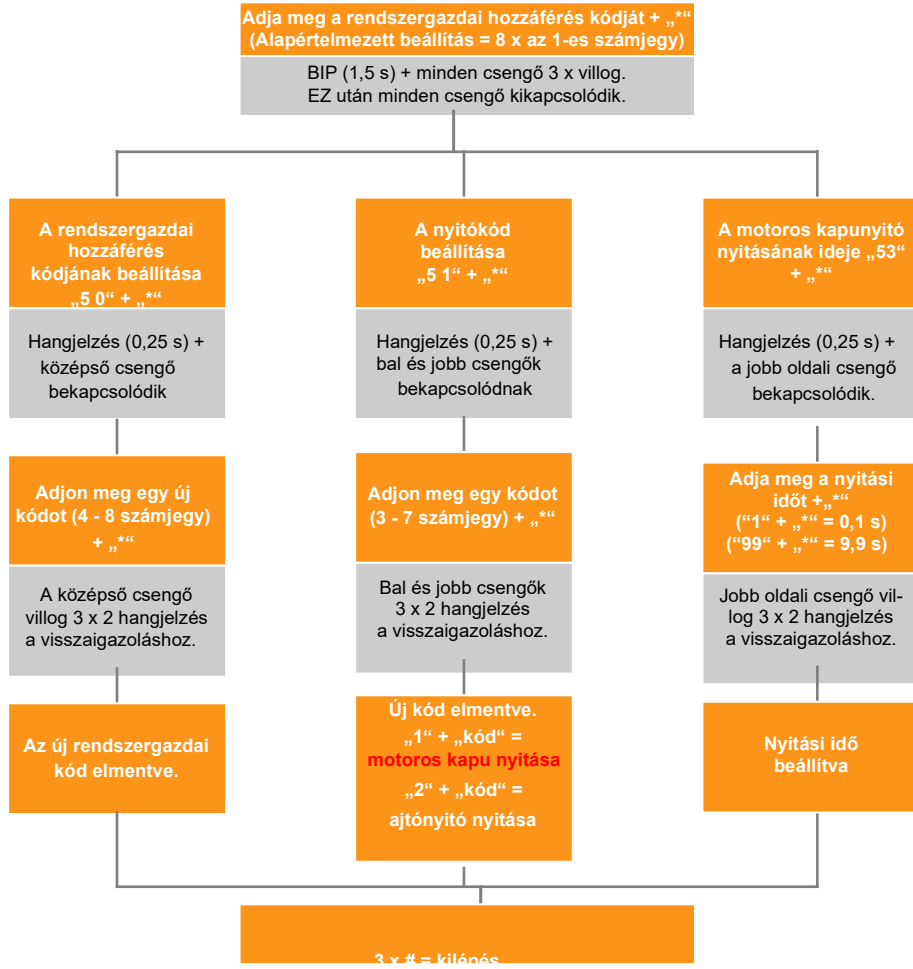 Adja meg a rendszergazdai hozzáférés kódját + „*“
(Alapértelmezett beállítás = 8 x az 1-es számjegy)
BIP (1,5 s) + minden csengő 3 x villog.
EZ után minden csengő kikapcsolódik.
A rendszergazdai
hozzáférés
kódjának beállítása
„5 0“ + „*“
Hangjelzés (0,25 s) +
középső csengő
bekapcsolódik
Adjon meg egy új
kódot (4 - 8 számjegy)
+ „*“
A középső csengő
villog 3 x 2 hangjelzés
a visszaigazoláshoz.
Az új rendszergazdai
kód elmentve.
A nyitókód
beállítása
„5 1“ + „*“
Hangjelzés (0,25 s) +
bal és jobb csengők
bekapcsolódnak
Adjon meg egy kódot
(3 - 7 számjegy) + „*“
Bal és jobb csengők
3 x 2 hangjelzés
a visszaigazoláshoz.
Új kód elmentve.
„1“ + „kód“ =
motoros kapu nyitása
„2“ + „kód“ =
ajtónyitó nyitása
A motoros kapunyitó
nyitásának ideje „53“
+ „*“
Hangjelzés (0,25 s) +
a jobb oldali csengő
bekapcsolódik.
Adja meg a nyitási
időt +„*“
(“1“ + „*“ = 0,1 s)
(“99“ + „*“ = 9,9 s)
Jobb oldali csengő vil-
log 3 x 2 hangjelzés
a visszaigazoláshoz.
Nyitási idő
beállítva
3 x # = kilépés